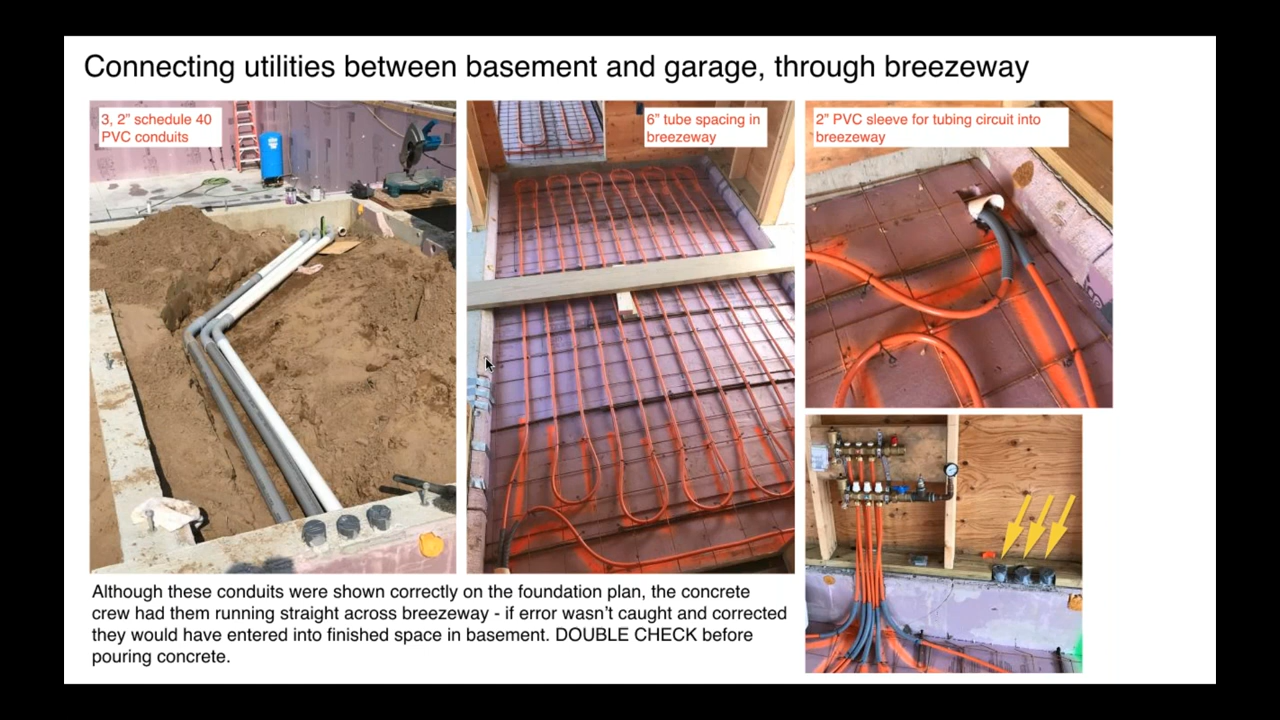 Connecting utilities between basement and garage, through breezeway
3, 2” schedule 40
PVC conduits
6” tube spacing in
breezeway
2” PVC sleeve for tubing circuit into
breezeway
Although these conduits were shown correctly on the foundation plan, the concrete
crew had them running straight across breezeway - if error wasn’t caught and corrected
they would have entered into finished space in basement. DOUBLE CHECK before
pouring concrete.